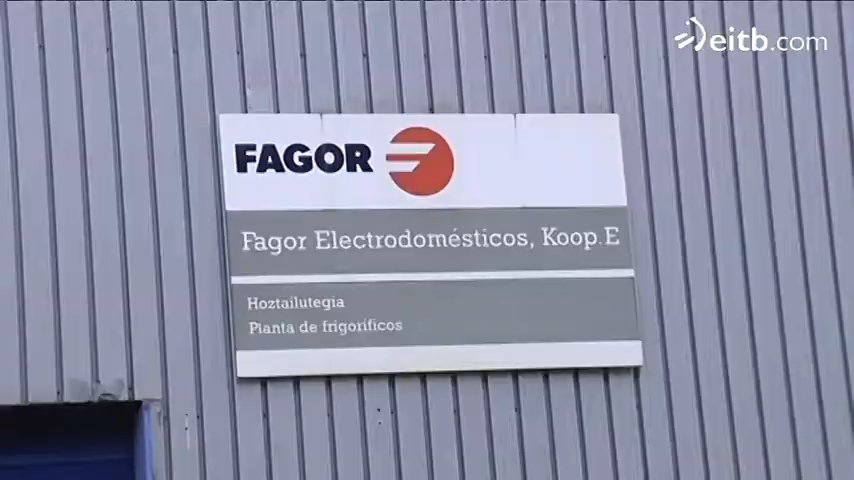 eitb.com
FAGOR
Fagor Electrodomésticos, Koop.E
Hoztailutegia
Planta de frigoríficos